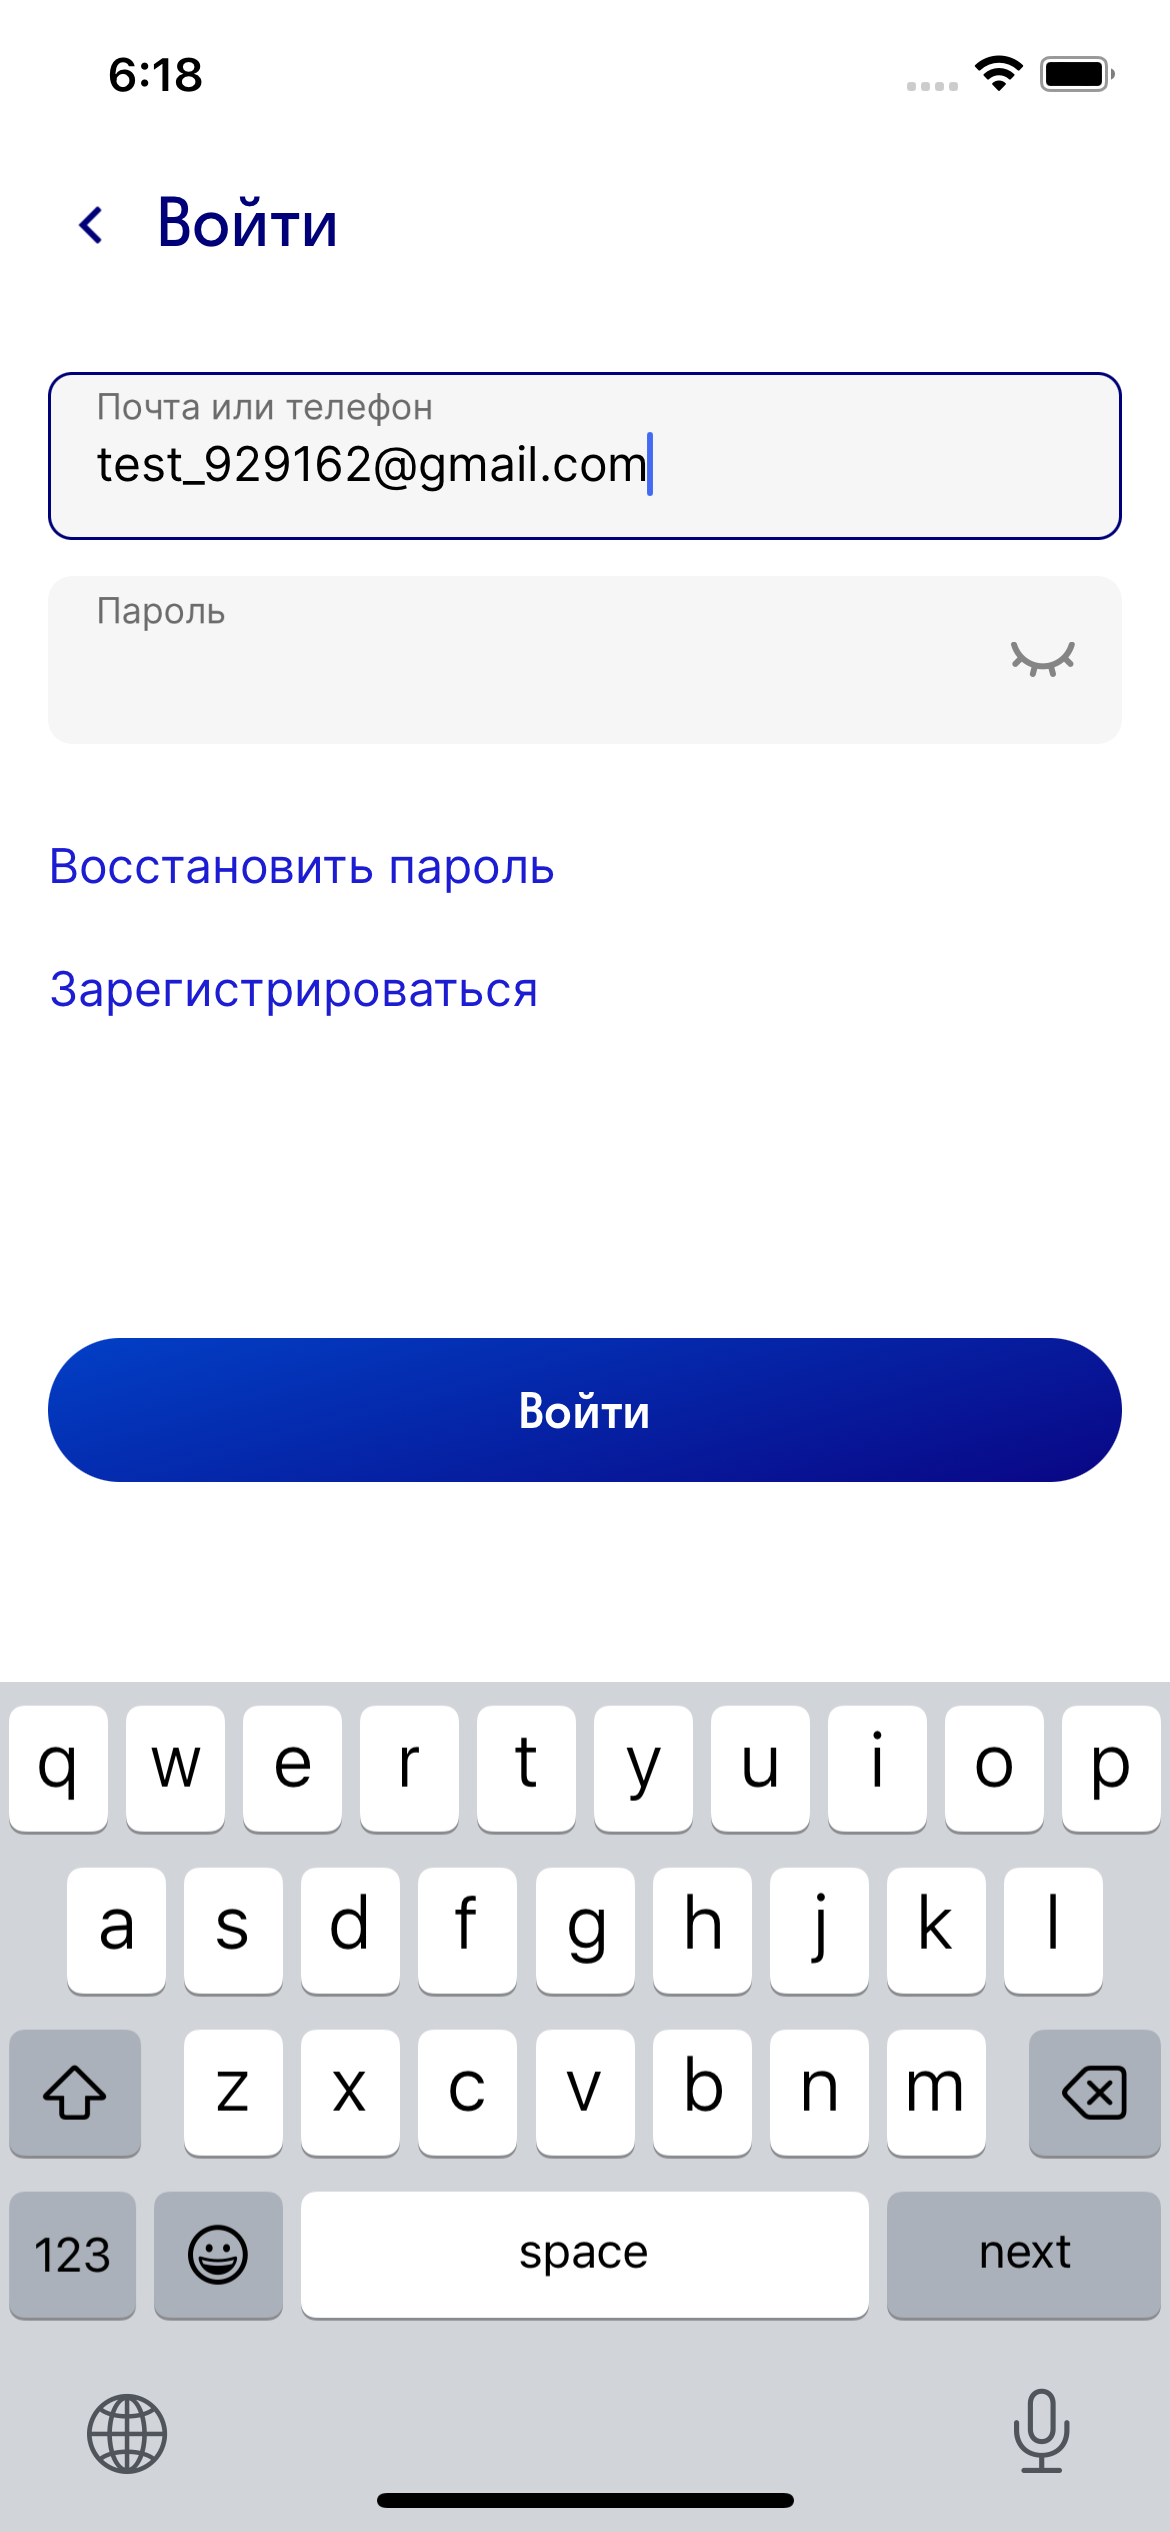 6:18
Войти
Почта или телефон
test_929162@gmail.com
Пароль
Восстановить пароль
Зарегистрироваться
Войти
q w e r t y u i o p
a s d f g h j k l
z x c v b n m
123 space next